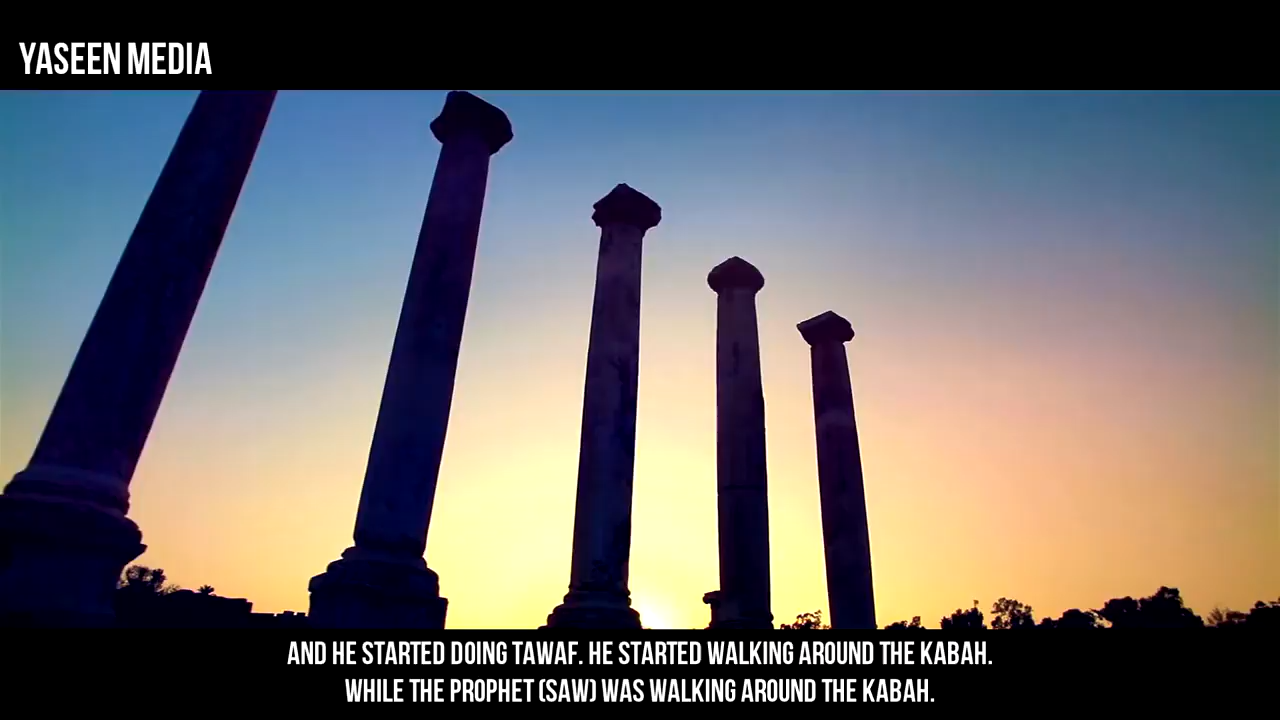 YASEEN MEDIA
AND HE STARTED DOING TAWAF. HE STARTED WALKING AROUND THE KABAH.
WHILE THE PROPHET (SAW) WAS WALKING AROUND THE KABAH.